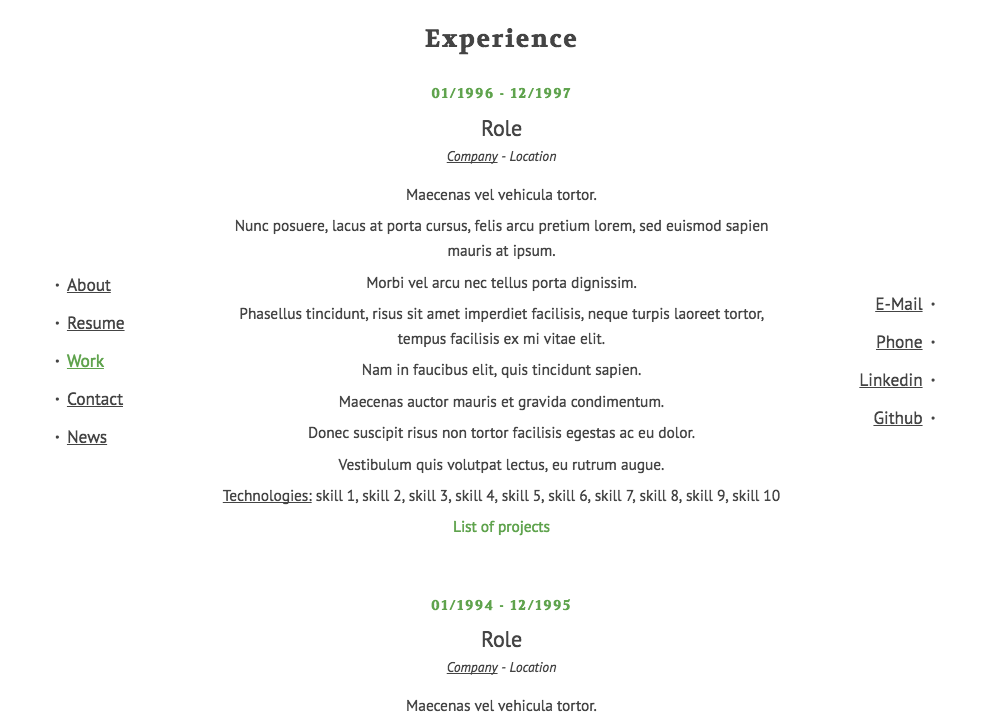 Experience
01/1996 - 12/1997
Role
Company - Location
Maecenas vel vehicula tortor.
Nunc posuere, lacus at porta cursus, felis arcu pretium lorem, sed euismod sapien
mauris at ipsum.
Morbi vel arcu nec tellus porta dignissim.
Phasellus tincidunt, risus sit amet imperdiet facilisis, neque turpis laoreet tortor,
tempus facilisis ex mi vitae elit.
Nam in faucibus elit, quis tincidunt sapien.
Maecenas auctor mauris et gravida condimentum.
Donec suscipit risus non tortor facilisis egestas ac eu dolor.
Vestibulum quis volutpat lectus, eu rutrum augue.
Technologies: skill 1, skill 2, skill 3, skill 4, skill 5, skill 6, skill 7, skill 8, skill 9, skill 10
List of projects
01/1994 - 12/1995
Role
Company - Location
Maecenas vel vehicula tortor.
• About
• Resume
• Work
• Contact
• News
E-Mail •
Phone •
Linkedin •
Github •